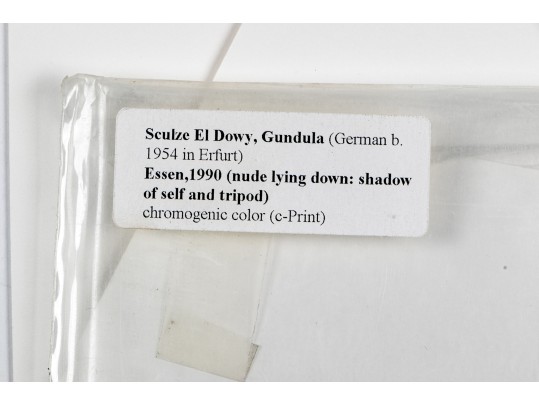 Sculze El Dowy, Gundula (German b.
1954 in Erfurt)
Essen,1990 (nude lying down: shadow
of self and tripod)
chromogenic color (c-Print)